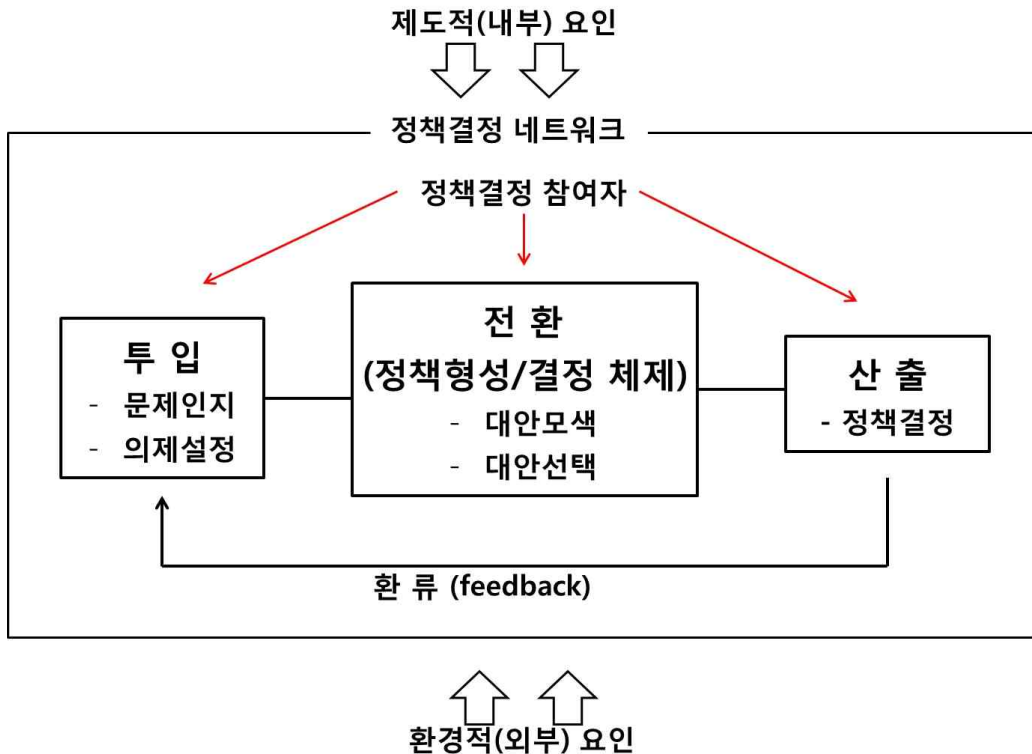 제도적(내부) 요인
정책결정 네트워크
정책결정 참여자
투 입
- 문제인지
- 의제설정
전 환
(정책형성/결정 체제)
- 대안모색
- 대안선택
산 출
- 정책결정
환 류 (feedback)
환경적(외부) 요인